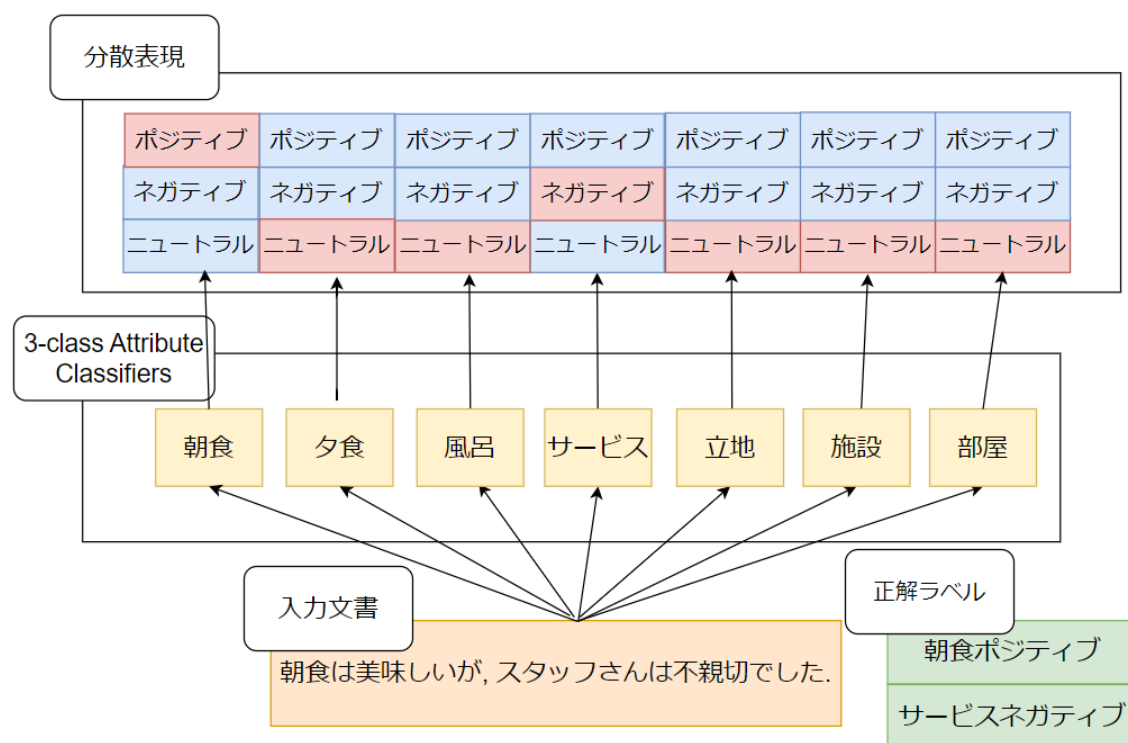 分散表現
ポジティブ ポジティブ ポジティブ ポジティブ ポジティブ ポジティブ ポジティブ
ネガティブ ネガティブ ネガティブ ネガティブ ネガティブ ネガティブ ネガティブ
ニュートラル ニュートラル ニュートラル ニュートラル ニュートラル ニュートラル ニュートラル
3-class Attribute
Classifiers
朝食 夕食 風呂 サービス 立地 施設 部屋
入力文書
正解ラベル
朝食は美味しいが, スタッフさんは不親切でした.
朝食ポジティブ
サービスネガティブ